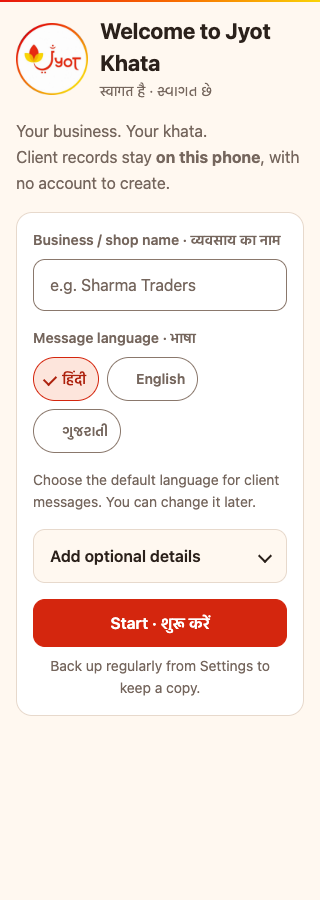 Jyot
Welcome to Jyot
Khata
स्वागत है · સ્વાગત છે
Your business. Your khata.
Client records stay on this phone, with
no account to create.
Business / shop name · व्यवसाय का नाम
e.g. Sharma Traders
Message language · भाषा
हिंदी
English
ગુજરાતી
Choose the default language for client
messages. You can change it later.
Add optional details
Start · शुरू करें
Back up regularly from Settings to
keep a copy.